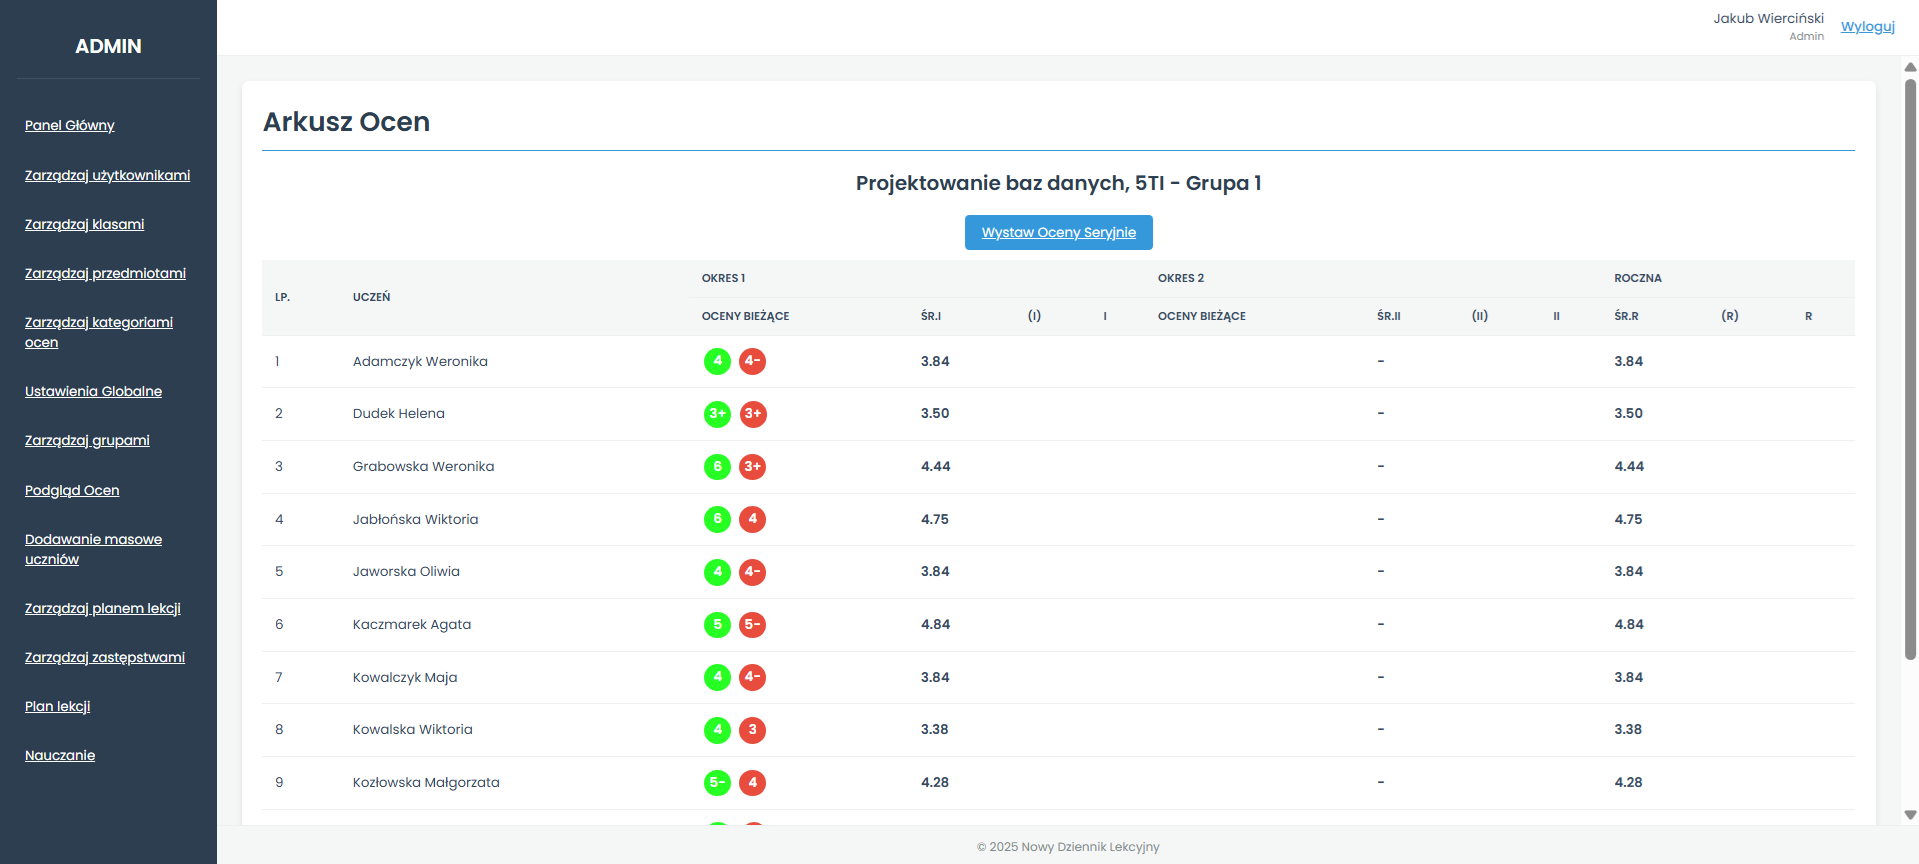 ADMIN
Panel Główny
Zarządzaj użytkownikami
Zarządzaj klasami
Zarządzaj przedmiotami
Zarządzaj kategoriami
ocen
Ustawienia Globalne
Zarządzaj grupami
Podgląd Ocen
Dodawanie masowe
uczniów
Zarządzaj planem lekcji
Zarządzaj zastępstwami
Plan lekcji
Nauczanie
Jakub Wierciński
Admin
Wyloguj
Arkusz Ocen
Projektowanie baz danych, 5TI - Grupa 1
Wystaw Oceny Seryjnie
LP. UCZEŃ OKRES 1 OKRES 2 ROCZNA
OCENY BIEŻĄCE ŚR.I (I) I OCENY BIEŻĄCE ŚR.II (II) II ŚR.R (R) R
1 Adamczyk Weronika 4 4- 3.84 - 3.84
2 Dudek Helena 3+ 3+ 3.50 - 3.50
3 Grabowska Weronika 6 3+ 4.44 - 4.44
4 Jabłońska Wiktoria 6 4 4.75 - 4.75
5 Jaworska Oliwia 4 4- 3.84 - 3.84
6 Kaczmarek Agata 5 5- 4.84 - 4.84
7 Kowalczyk Maja 4 4- 3.84 - 3.84
8 Kowalska Wiktoria 4 3 3.38 - 3.38
9 Kozłowska Małgorzata 5- 4 4.28 - 4.28
© 2025 Nowy Dziennik Lekcyjny